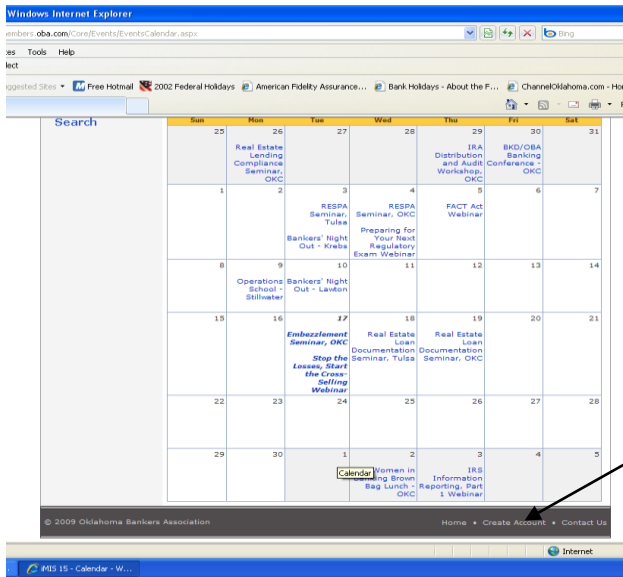 Windows Internet Explorer
embers.oba.com/Core/Events/EventsCalendar.aspx
Bing
es Tools Help
lect
uggested Sites Free Hotmail 2002 Federal Holidays American Fidelity Assurance... Bank Holidays - About the F... ChannelOklahoma.com - Ho
Search
Sun Mon Tue Wed Thu Fri Sat
25 26 27 28 29 30 31
Real Estate Lending Compliance Seminar, OKC
IRA Distribution and Audit Workshop, OKC
BKD/OBA Banking Conference - OKC
1 2 3 4 5 6 7
RESPA Seminar, Tulsa
Bankers' Night Out - Krebs
RESPA Seminar, OKC
Preparing for Your Next Regulatory Exam Webinar
FACT Act Webinar
8 9 10 11 12 13 14
Operations School - Stillwater
Bankers' Night Out - Lawton
15 16 17 18 19 20 21
Embezzlement Seminar, OKC
Stop the Losses, Start the Cross-Selling Webinar
Real Estate Loan Documentation Seminar, Tulsa
Real Estate Loan Documentation Seminar, OKC
22 23 24 25 26 27 28
29 30 1 2 3 4 5
Calendar
Women in
Brown Bag Lunch - OKC
IRS Information Reporting, Part 1 Webinar
© 2009 Oklahoma Bankers Association
Home • Create Account • Contact Us
Internet
iMIS 15 - Calendar - W...